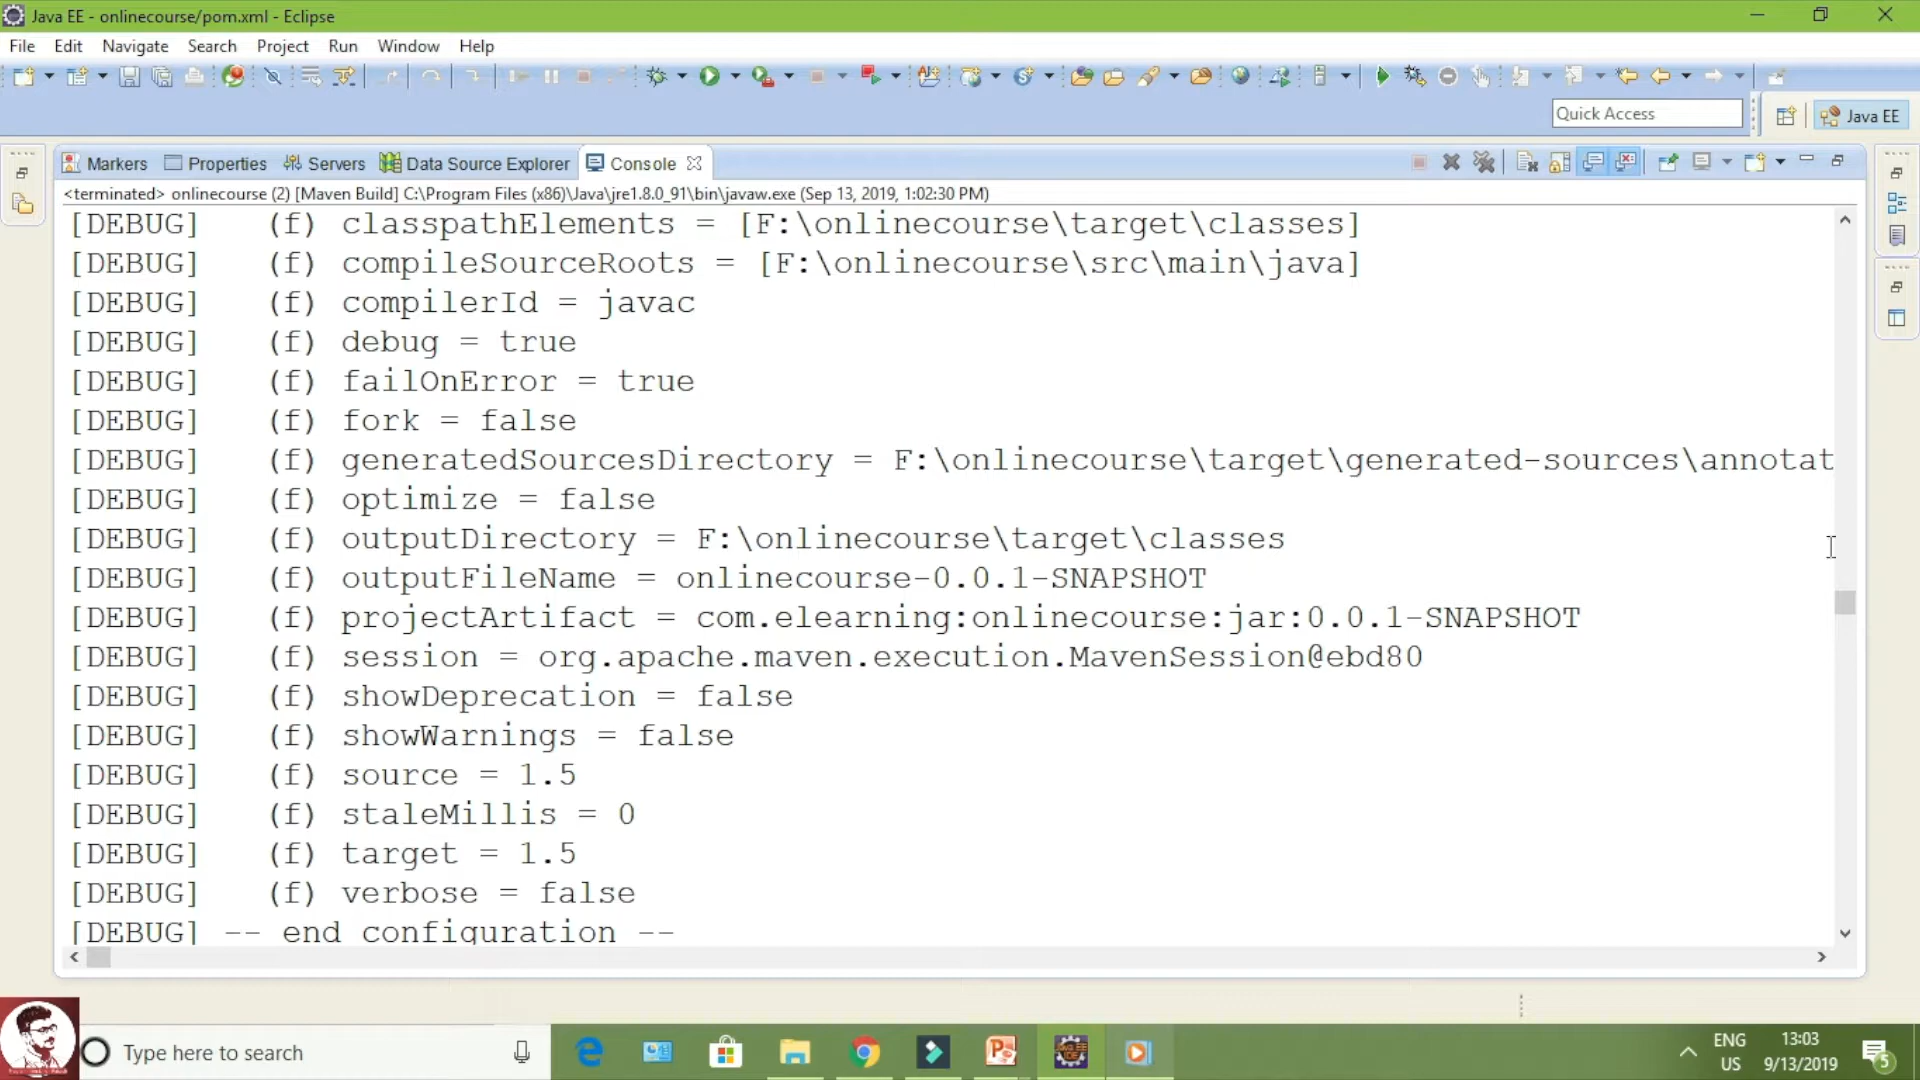 Java EE - onlinecourse/pom.xml - Eclipse
File Edit Navigate Search Project Run Window Help
Quick Access
Java EE
Markers Properties Servers Data Source Explorer Console
<terminated> onlinecourse (2) [Maven Build] C:\Program Files (x86)\Java\jre1.8.0_91\bin\javaw.exe (Sep 13, 2019, 1:02:30 PM)
[DEBUG] (f) classpathElements = [F:\onlinecourse\target\classes]
[DEBUG] (f) compileSourceRoots = [F:\onlinecourse\src\main\java]
[DEBUG] (f) compilerId = javac
[DEBUG] (f) debug = true
[DEBUG] (f) failOnError = true
[DEBUG] (f) fork = false
[DEBUG] (f) generatedSourcesDirectory = F:\onlinecourse\target\generated-sources\annotat
[DEBUG] (f) optimize = false
[DEBUG] (f) outputDirectory = F:\onlinecourse\target\classes
[DEBUG] (f) outputFileName = onlinecourse-0.0.1-SNAPSHOT
[DEBUG] (f) projectArtifact = com.elearning:onlinecourse:jar:0.0.1-SNAPSHOT
[DEBUG] (f) session = org.apache.maven.execution.MavenSession@ebd80
[DEBUG] (f) showDeprecation = false
[DEBUG] (f) showWarnings = false
[DEBUG] (f) source = 1.5
[DEBUG] (f) staleMillis = 0
[DEBUG] (f) target = 1.5
[DEBUG] (f) verbose = false
[DEBUG] -- end configuration --
Type here to search
ENG
US
13:03
9/13/2019
5